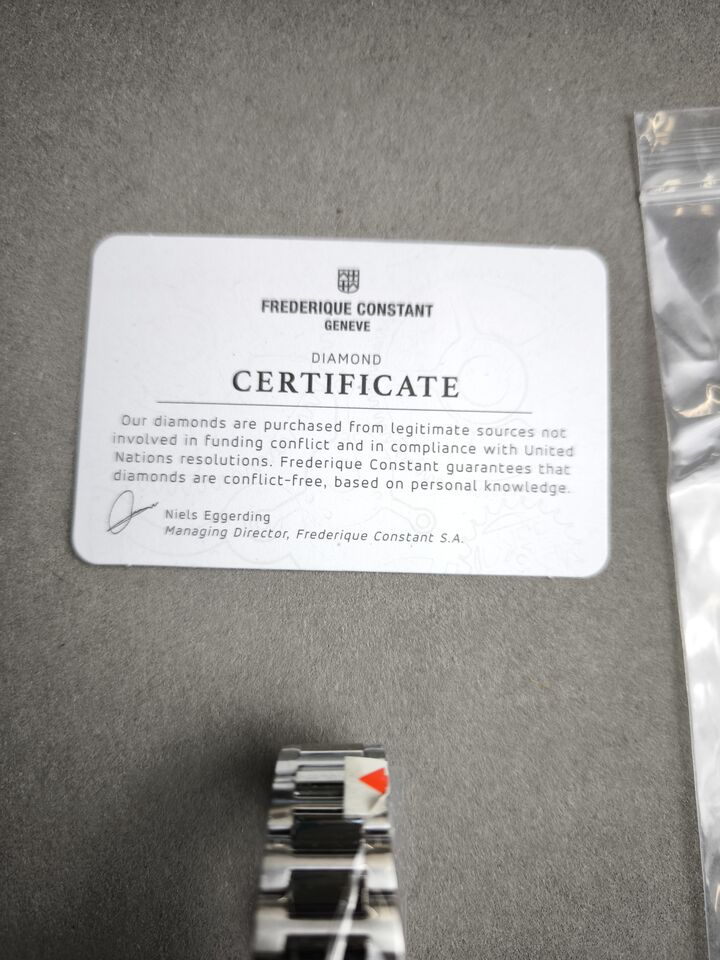 FREDERIQUE CONSTANT
GENEVE
DIAMOND
CERTIFICATE
Our diamonds are purchased from legitimate sources not
involved in funding conflict and in compliance with United
Nations resolutions. Frederique Constant guarantees that
diamonds are conflict-free, based on personal knowledge.
Niels Eggerding
Managing Director, Frederique Constant S.A.